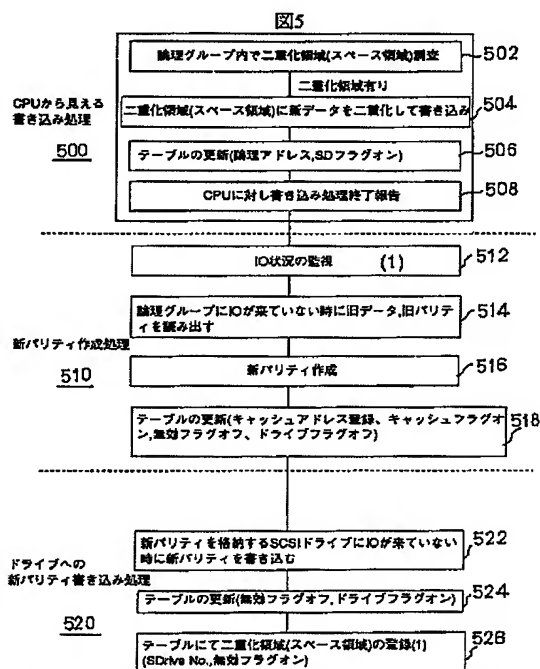 図5
論理グループ内で二重化領域(スペース領域)調査
502
二重化領域有り
二重化領域(スペース領域)に新データを二重化して書き込み
504
CPUから見える
書き込み処理
500
テーブルの更新(論理アドレス,SDフラグオン)
506
CPUに対し書き込み処理終了報告
508
IO状況の監視 (1)
512
論理グループにIOが来ていない時に旧データ,旧パリ
ティを読み出す
514
新パリティ作成処理
510
新パリティ作成
516
テーブルの更新(キャッシュアドレス登録、キャッシュフラグオ
ン,無効フラグオフ、ドライブフラグオフ)
518
新パリティを格納するSCSIドライブにIOが来ていない
時に新パリティを書き込む
522
ドライブへの
新パリティ書き込み処理
520
テーブルの更新(無効フラグオフ,ドライブフラグオン)
524
テーブルにて二重化領域(スペース領域)の登録(1)
(SDrive No.,無効フラグオン)
526